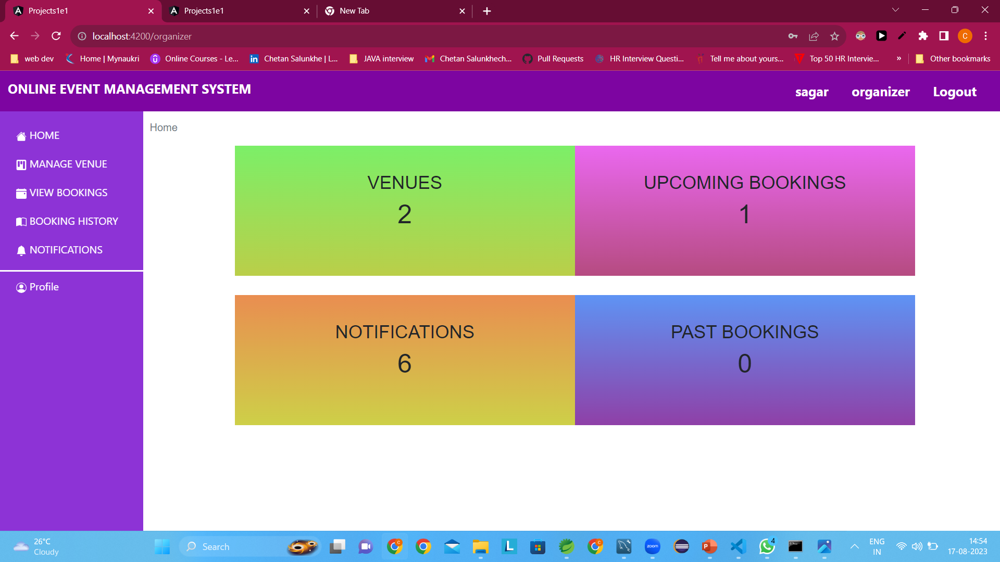 Projects1e1
Projects1e1
New Tab
localhost:4200/organizer
C
web dev
Home | Mynaukri
Online Courses - Le...
Chetan Salunkhe | L...
JAVA interview
Chetan Salunkhech...
Pull Requests
HR Interview Questi...
Tell me about yours...
Top 50 HR Intervie...
»
Other bookmarks
ONLINE EVENT MANAGEMENT SYSTEM
sagar
organizer
Logout
HOME
MANAGE VENUE
VIEW BOOKINGS
BOOKING HISTORY
NOTIFICATIONS
Profile
Home
VENUES
2
UPCOMING BOOKINGS
1
NOTIFICATIONS
6
PAST BOOKINGS
0
26°C
Cloudy
Search
L
zoom
4
ENG
IN
14:54
17-08-2023